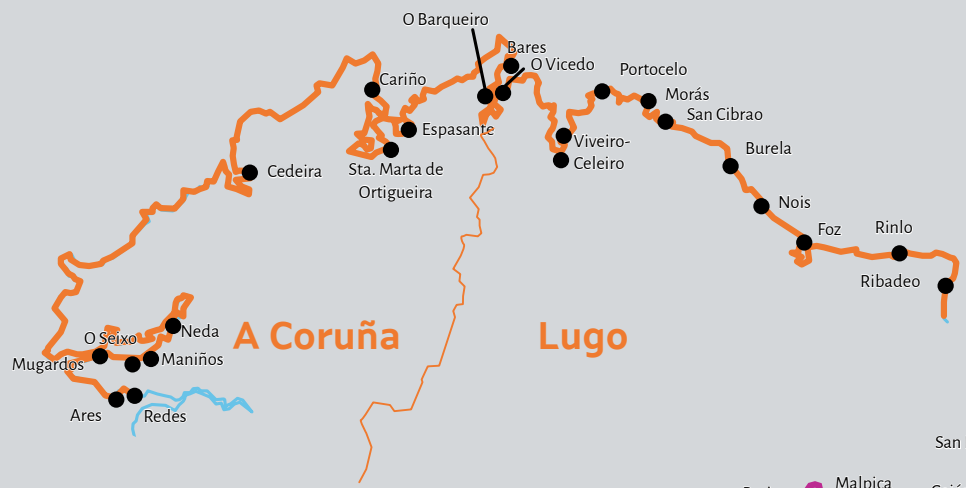 O Barqueiro
Bares
O Vicedo
Portocelo
Cariño
Morás
San Cibrao
Espasante
Viveiro-
Celeiro
Burela
Cedeira
Sta. Marta de
Ortigueira
Nois
Foz
Rinlo
Ribadeo
O Seixo
Neda
A Coruña
Lugo
Mugardos
Maniños
Ares
Redes
San
Malpica